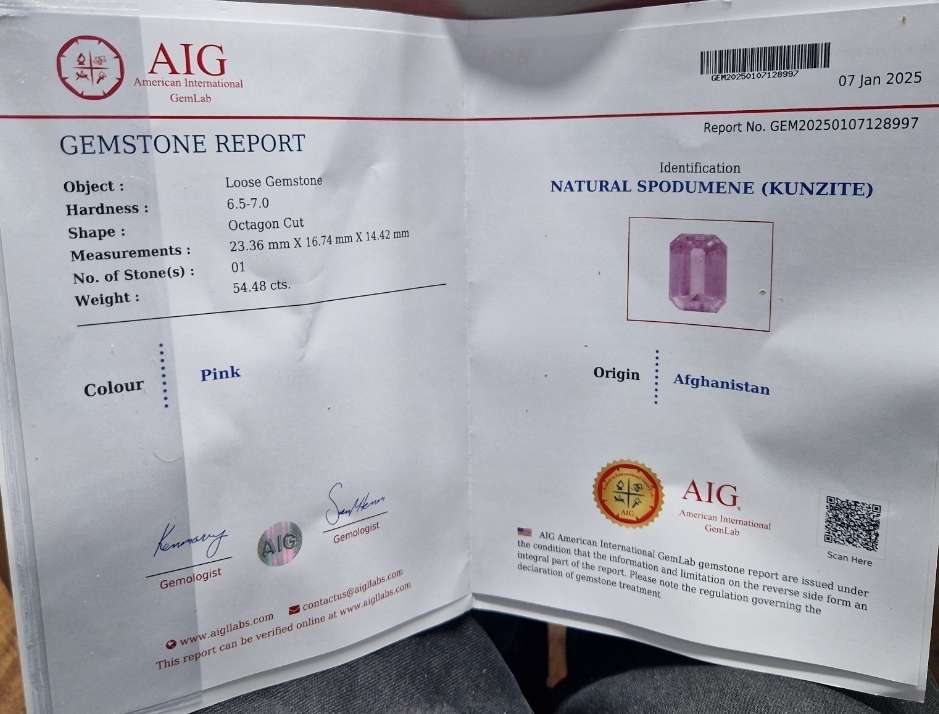 AIG
American International
GemLab
GEMSTONE REPORT
Object : Loose Gemstone
Hardness : 6.5-7.0
Shape : Octagon Cut
Measurements : 23.36 mm X 16.74 mm X 14.42 mm
No. of Stone(s) : 01
Weight : 54.48 cts.
Colour Pink
Gemologist
AIG
Gemologist
www.aigllabs.com contactus@aigllabs.com
This report can be verified online at www.aigllabs.com
GEM20250107128997
07 Jan 2025
Report No. GEM20250107128997
Identification
NATURAL SPODUMENE (KUNZITE)
Origin Afghanistan
AIG
AIG
American International
GemLab
Scan Here
AIG American International GemLab gemstone report are issued under
the condition that the information and limitation on the reverse side form an
integral part of the report. Please note the regulation governing the
declaration of gemstone treatment